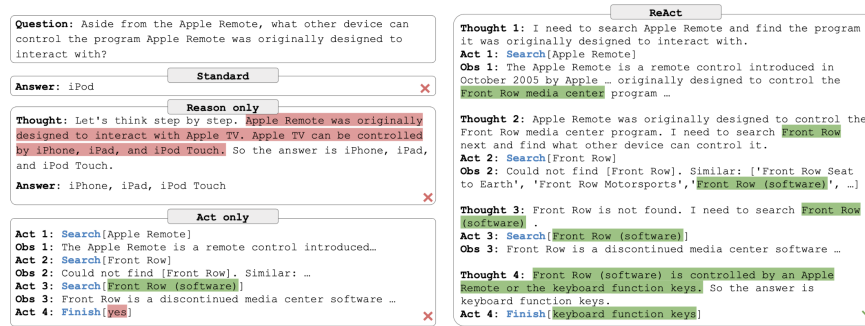 Question: Aside from the Apple Remote, what other device can
control the program Apple Remote was originally designed to
interact with?
Standard
Answer: iPod
Reason only
Thought: Let's think step by step. Apple Remote was originally
designed to interact with Apple TV. Apple TV can be controlled
by iPhone, iPad, and iPod Touch. So the answer is iPhone, iPad,
and iPod Touch.
Answer: iPhone, iPad, iPod Touch
Act only
Act 1: Search[Apple Remote]
Obs 1: The Apple Remote is a remote control introduced…
Act 2: Search[Front Row]
Obs 2: Could not find [Front Row]. Similar: …
Act 3: Search[Front Row (software)]
Obs 3: Front Row is a discontinued media center software …
Act 4: Finish[yes]
ReAct
Thought 1: I need to search Apple Remote and find the program
it was originally designed to interact with.
Act 1: Search[Apple Remote]
Obs 1: The Apple Remote is a remote control introduced in
October 2005 by Apple … originally designed to control the
Front Row media center program …
Thought 2: Apple Remote was originally designed to control the
Front Row media center program. I need to search Front Row
next and find what other device can control it.
Act 2: Search[Front Row]
Obs 2: Could not find [Front Row]. Similar: ['Front Row Seat
to Earth', 'Front Row Motorsports','Front Row (software)', …]
Thought 3: Front Row is not found. I need to search Front Row
(software) .
Act 3: Search[Front Row (software)]
Obs 3: Front Row is a discontinued media center software …
Thought 4: Front Row (software) is controlled by an Apple
Remote or the keyboard function keys. So the answer is
keyboard function keys.
Act 4: Finish[keyboard function keys]